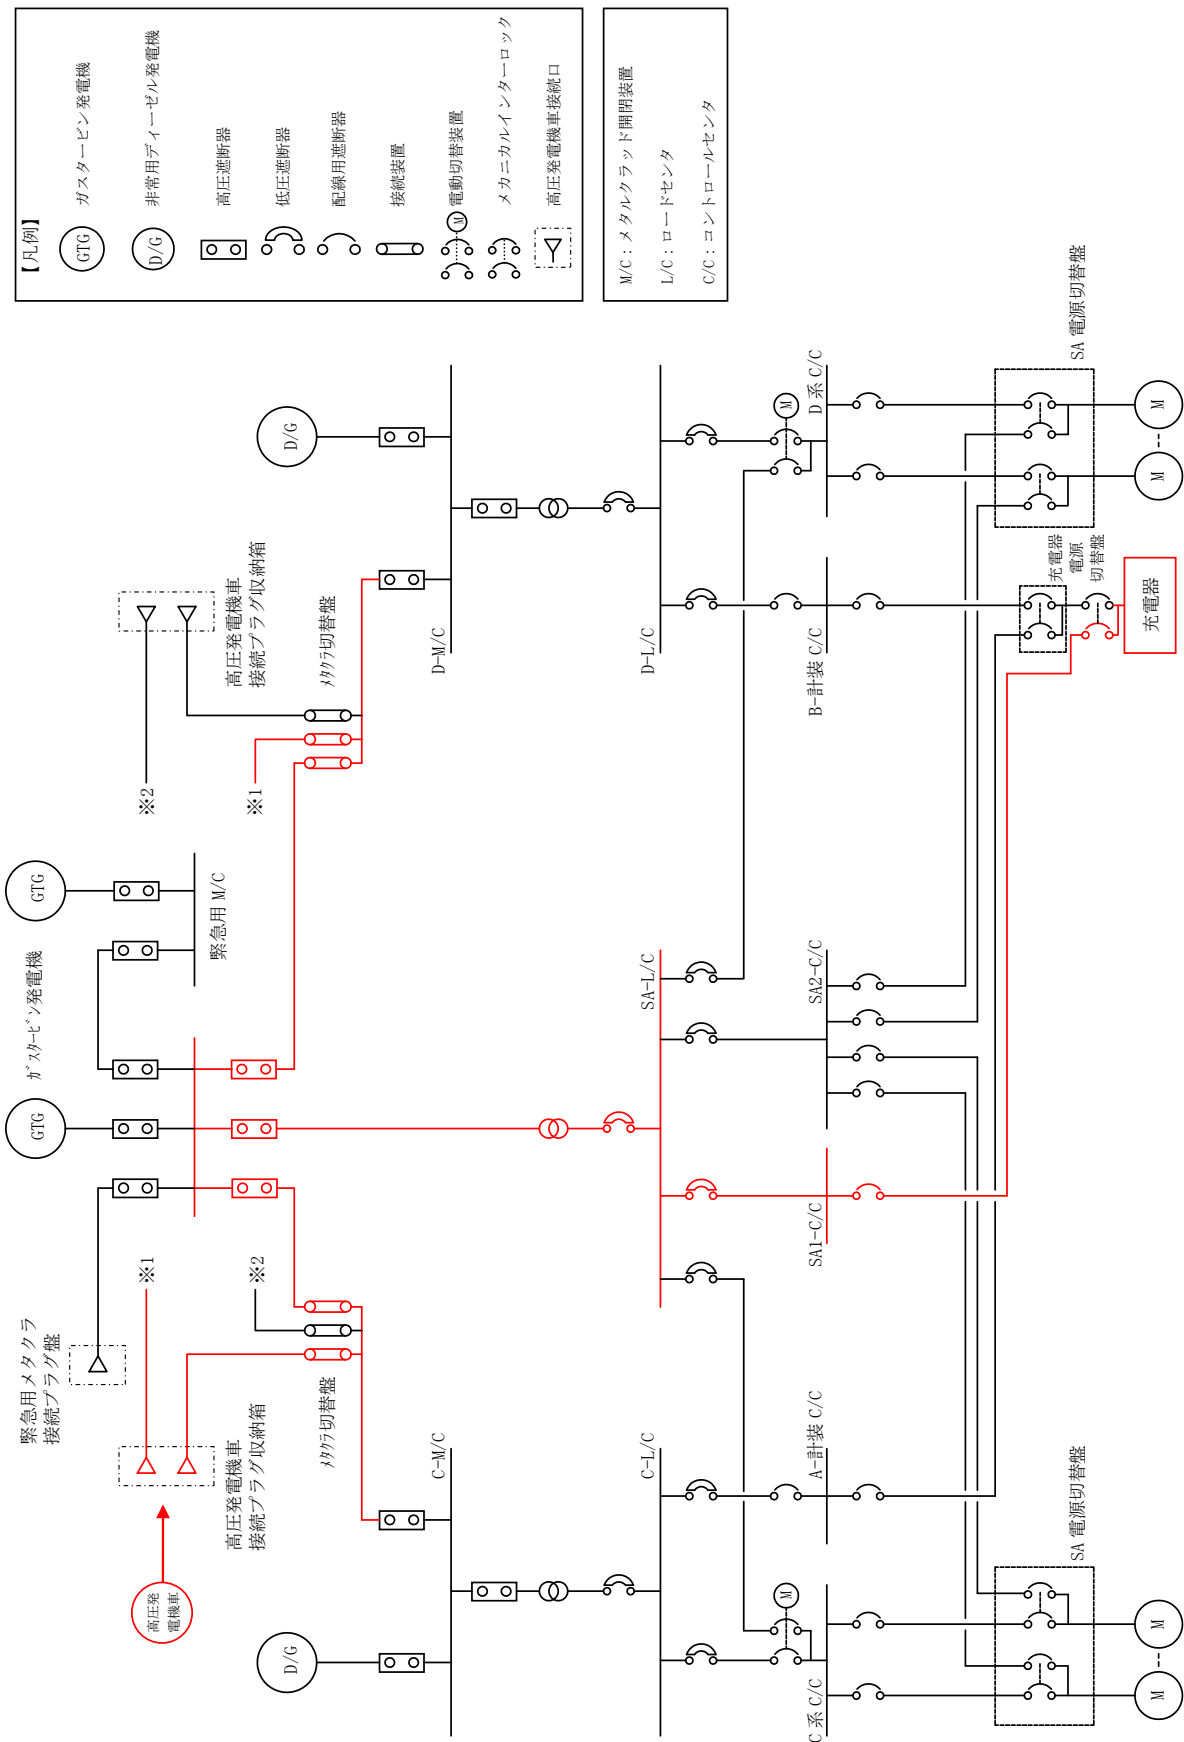 【凡例】
GTG
ガスタービン発電機
D/G
非常用ディーゼル発電機
高圧遮断器
低圧遮断器
配線用遮断器
接続装置
M
電動切替装置
メカニカルインターロック
高圧発電機車接続口
M/C：メタルクラッド開閉装置
L/C：ロードセンタ
C/C：コントロールセンタ
緊急用メタクラ
接続プラグ盤
ｶﾞｽﾀｰﾋﾞﾝ発電機
GTG
GTG
緊急用 M/C
高圧発
電機車
※1
※2
高圧発電機車
接続プラグ収納箱
ﾒﾀｸﾗ切替盤
※2
※1
高圧発電機車
接続プラグ収納箱
ﾒﾀｸﾗ切替盤
D/G
D/G
C-M/C
D-M/C
C-L/C
SA-L/C
D-L/C
M
M
C 系 C/C
A-計装 C/C
SA1-C/C
SA2-C/C
B-計装 C/C
D 系 C/C
SA 電源切替盤
充電器
電源
切替盤
SA 電源切替盤
充電器
M
M
M
M